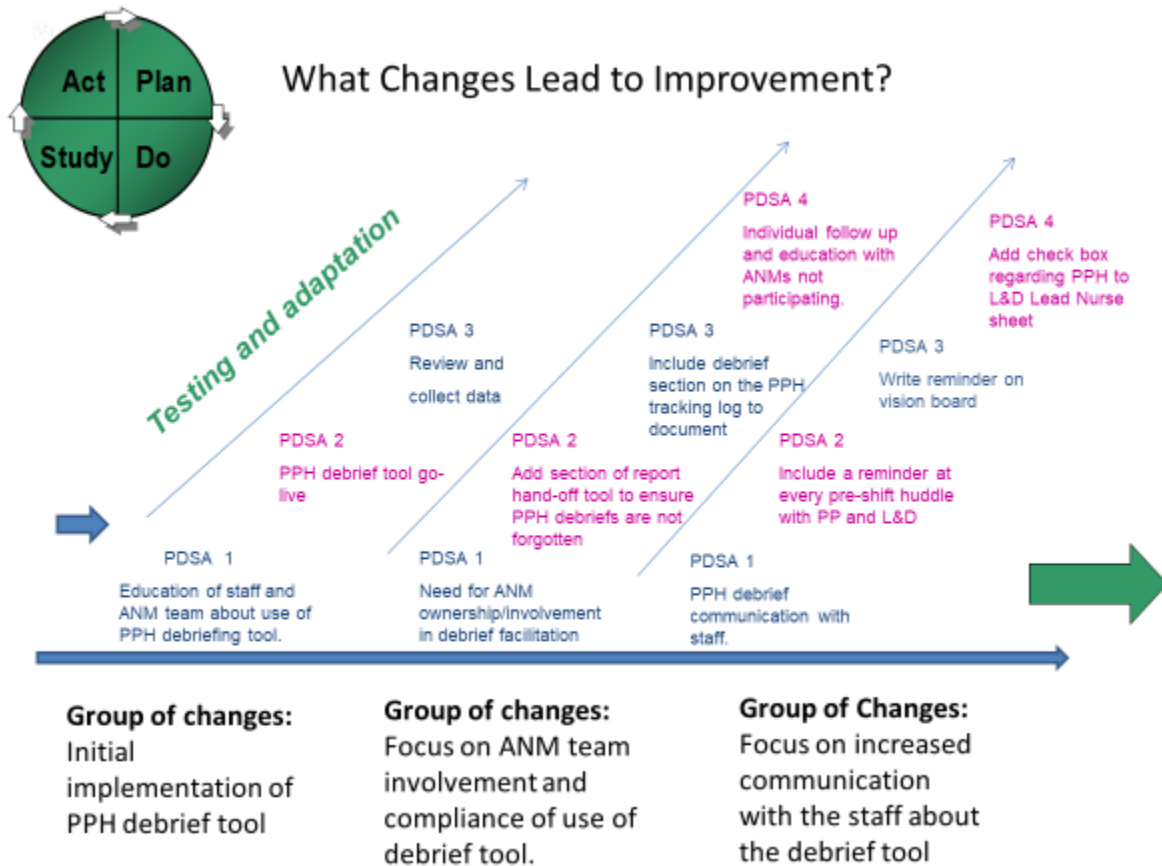 What Changes Lead to Improvement?
Act
Plan
Study
Do
Testing and adaptation
PDSA 1
Education of staff and
ANM team about use of
PPH debriefing tool.
PDSA 2
PPH debrief tool go-
live
PDSA 3
Review and
collect data
PDSA 1
Need for ANM
ownership/involvement
in debrief facilitation
PDSA 2
Add section of report
hand-off tool to ensure
PPH debriefs are not
forgotten
PDSA 3
Include debrief
section on the PPH
tracking log to
document
PDSA 4
Individual follow up
and education with
ANMs not
participating.
PDSA 1
PPH debrief
communication with
staff.
PDSA 2
Include a reminder at
every pre-shift huddle
with PP and L&D
PDSA 3
Write reminder on
vision board
PDSA 4
Add check box
regarding PPH to
L&D Lead Nurse
sheet
Group of changes:
Initial
implementation of
PPH debrief tool
Group of changes:
Focus on ANM team
involvement and
compliance of use of
debrief tool.
Group of Changes:
Focus on increased
communication
with the staff about
the debrief tool